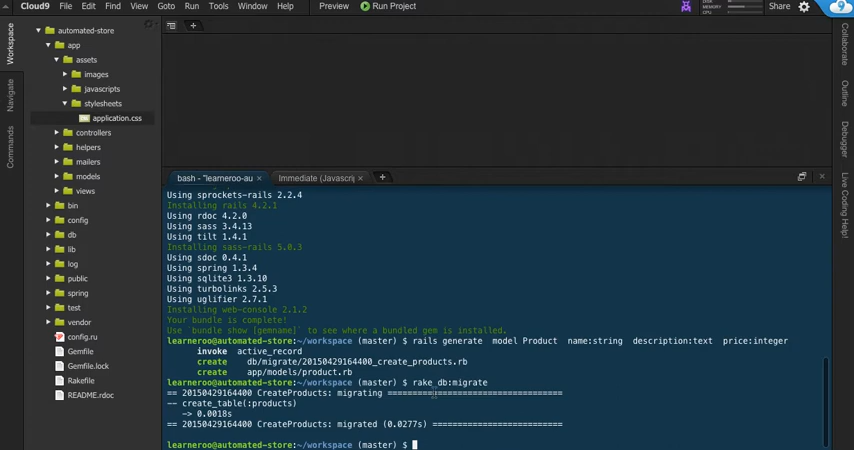 Cloud9 File Edit Find View Goto Run Tools Window Help Preview Run Project MEMORY CPU Share
Workspace
Navigate
Commands
automated-store
app
assets
images
javascripts
stylesheets
application.css
controllers
helpers
mailers
models
views
bin
config
db
lib
log
public
spring
test
vendor
config.ru
Gemfile
Gemfile.lock
Rakefile
README.rdoc
bash - "learneroo-au × Immediate (Javascrip ×
Using sprockets-rails 2.2.4
Installing rails 4.2.1
Using rdoc 4.2.0
Using sass 3.4.13
Using tilt 1.4.1
Installing sass-rails 5.0.3
Using sdoc 0.4.1
Using spring 1.3.4
Using sqlite3 1.3.10
Using turbolinks 2.5.3
Using uglifier 2.7.1
Installing web-console 2.1.2
Your bundle is complete!
Use `bundle show [gemname]` to see where a bundled gem is installed.
learneroo@automated-store:~/workspace (master) $ rails generate  model Product  name:string  description:text  price:integer
invoke  active_record
create    db/migrate/20150429164400_create_products.rb
create    app/models/product.rb
learneroo@automated-store:~/workspace (master) $ rake db:migrate
== 20150429164400 CreateProducts: migrating ===================================
-- create_table(:products)
-> 0.0018s
== 20150429164400 CreateProducts: migrated (0.0277s) ==========================
learneroo@automated-store:~/workspace (master) $
Collaborate
Outline
Debugger
Live Coding Help!